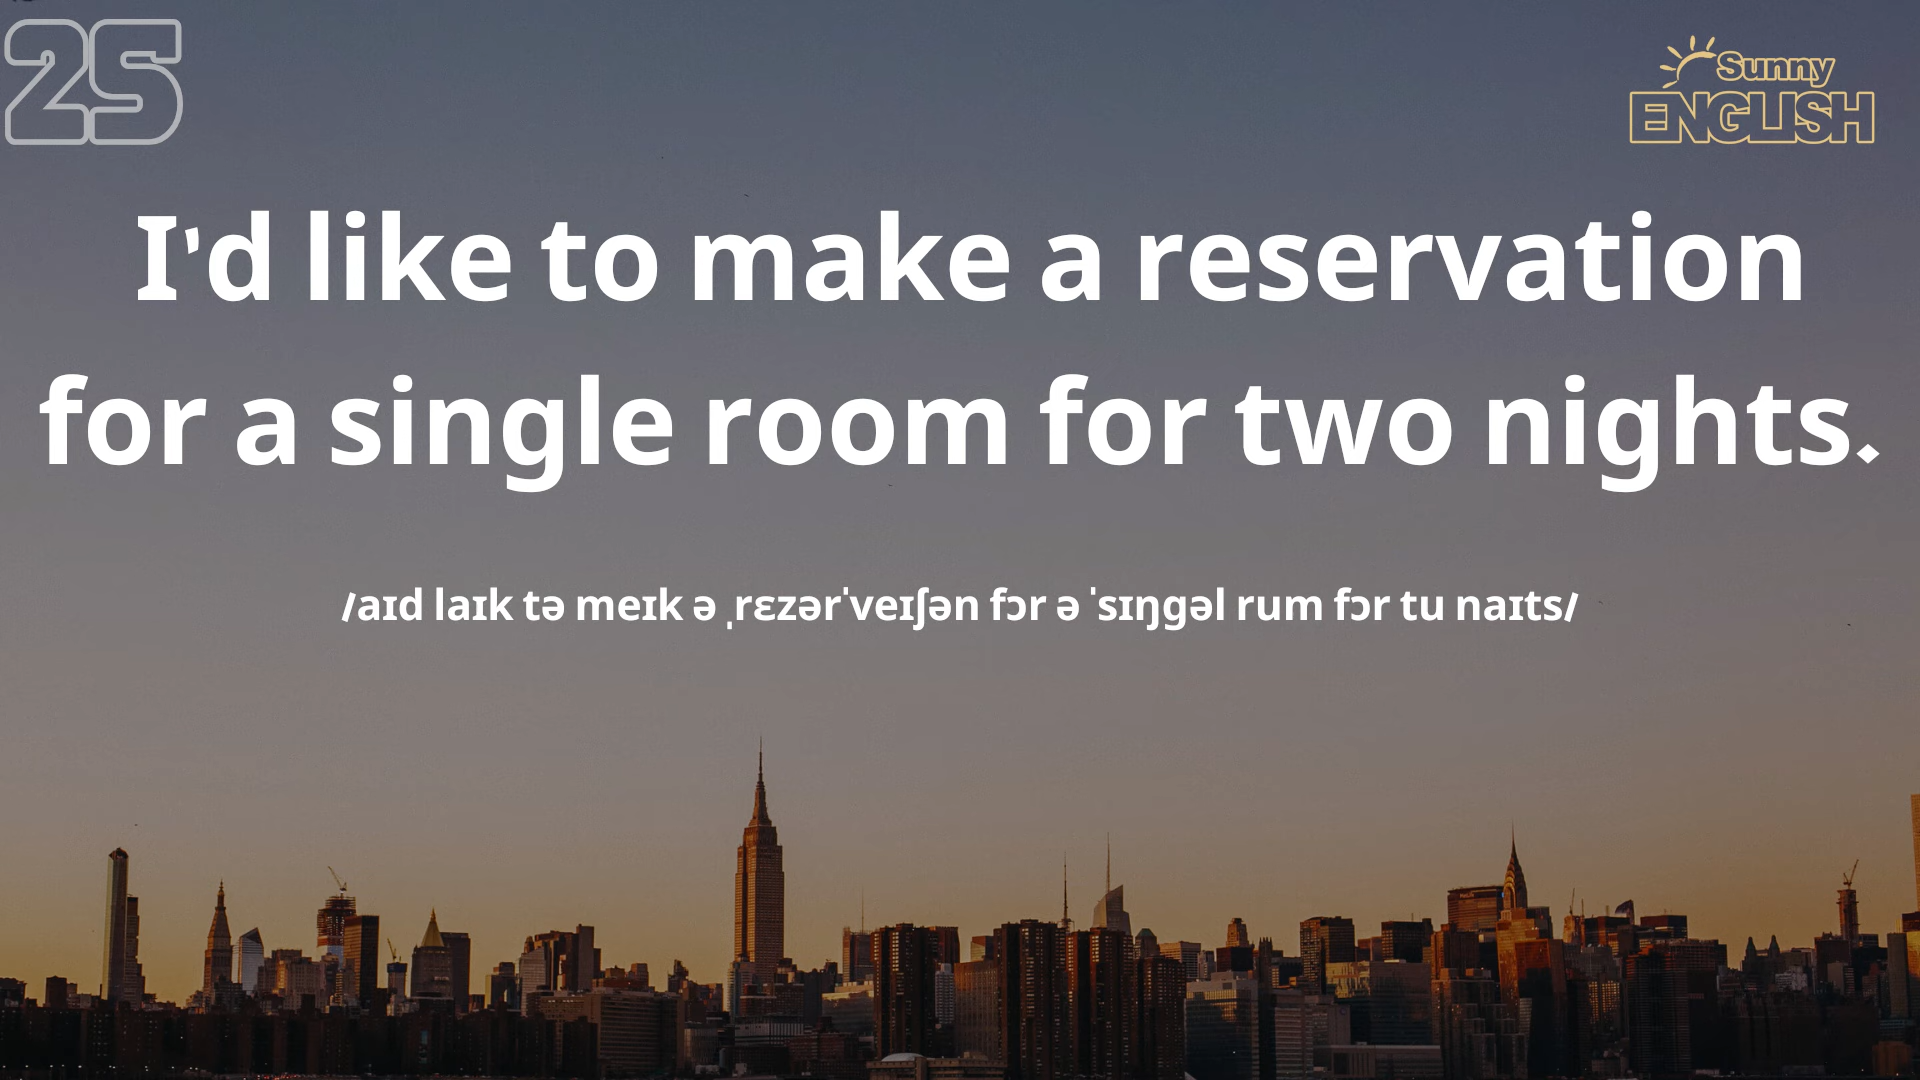 25
Sunny
ENGLISH
I'd like to make a reservation
for a single room for two nights.
/aɪd laɪk tə meɪk ə ˌrɛzərˈveɪʃən fɔr ə ˈsɪŋgəl rum fɔr tu naɪts/